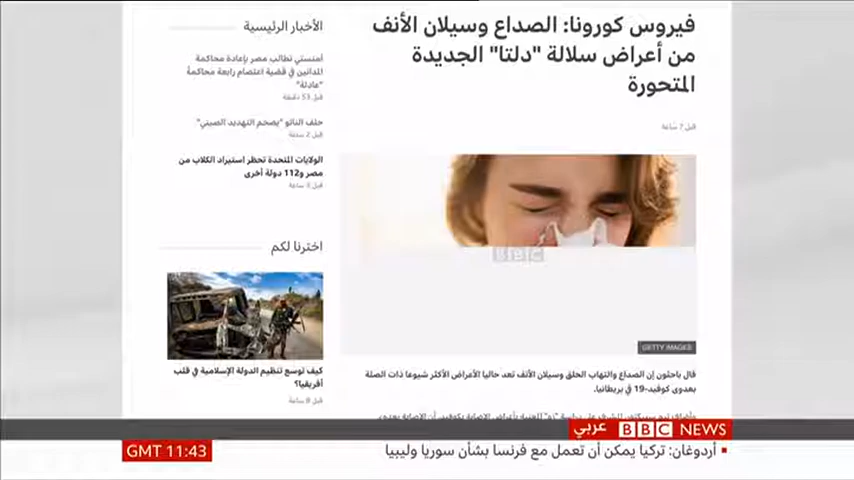 فيروس كورونا: الصداع وسيلان الأنف
من أعراض سلالة "دلتا" الجديدة
المتحورة
قبل 7 ساعة
BBC
GETTY IMAGES
قال باحثون إن الصداع والتهاب الحلق وسيلان الأنف تعد حاليا الأعراض الأكثر شيوعا ذات الصلة
بعدوى كوفيد-19 في بريطانيا.
الأخبار الرئيسية
أمنستي تطالب مصر بإعادة محاكمة
المدانين في قضية اعتصام رابعة محاكمة
"عادلة"
قبل 53 دقيقة
حلف الناتو "يضخم التهديد الصيني"
قبل 2 ساعة
الولايات المتحدة تحظر استيراد الكلاب من
مصر و112 دولة أخرى
قبل 3 ساعة
اخترنا لكم
كيف توسع تنظيم الدولة الإسلامية في قلب
أفريقيا؟
قبل 8 ساعة
BBC NEWS عربي
أردوغان: تركيا يمكن أن تعمل مع فرنسا بشأن سوريا وليبيا
GMT 11:43